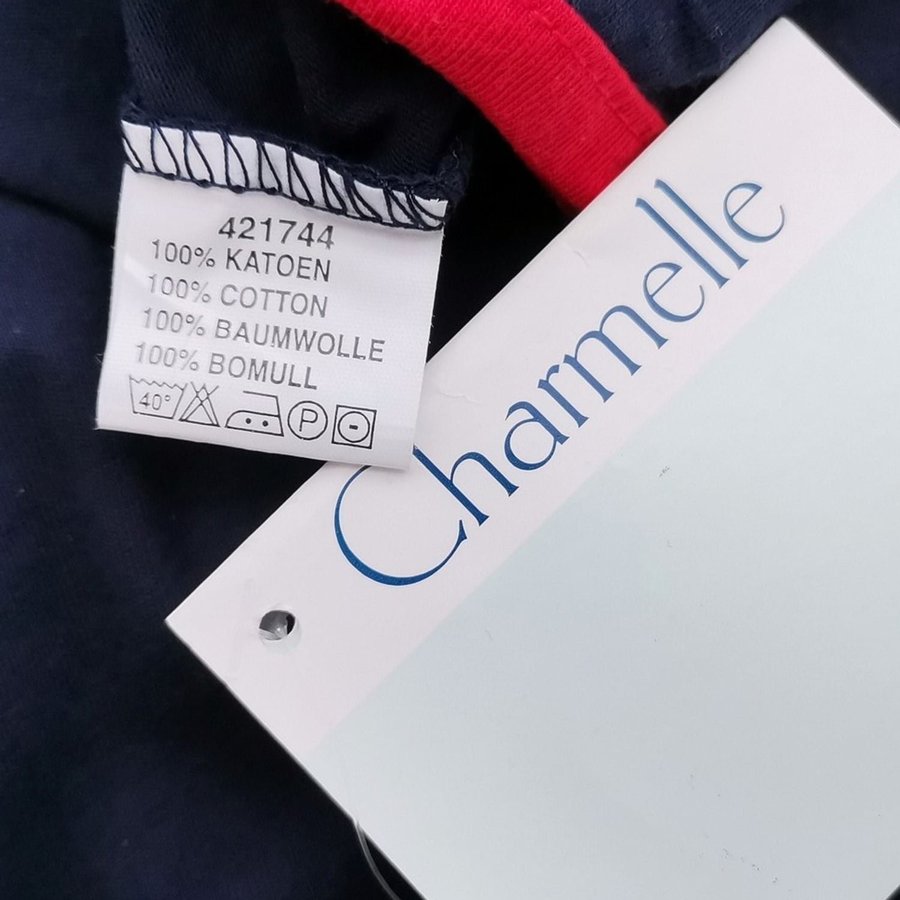 421744
100% KATOEN
100% COTTON
100% BAUMWOLLE
100% BOMULL
40° P
Charmelle